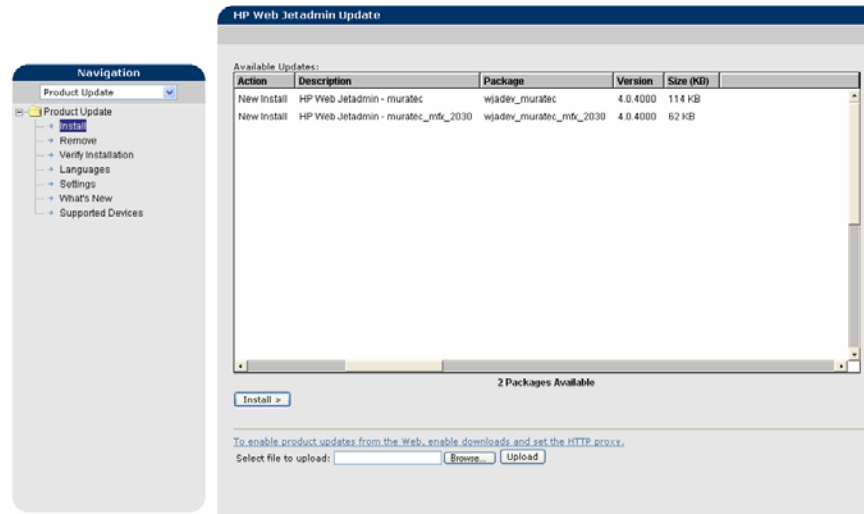 HP Web Jetadmin Update
Navigation
Product Update
Product Update
Install
Remove
Verify Installation
Languages
Settings
What's New
Supported Devices
Available Updates:
Action Description Package Version Size (KB)
New Install HP Web Jetadmin - muratec wjadev_muratec 4.0.4000 114 KB
New Install HP Web Jetadmin - muratec_mfx_2030 wjadev_muratec_mfx_2030 4.0.4000 62 KB
2 Packages Available
Install >
To enable product updates from the Web, enable downloads and set the HTTP proxy.
Select file to upload: Browse... Upload